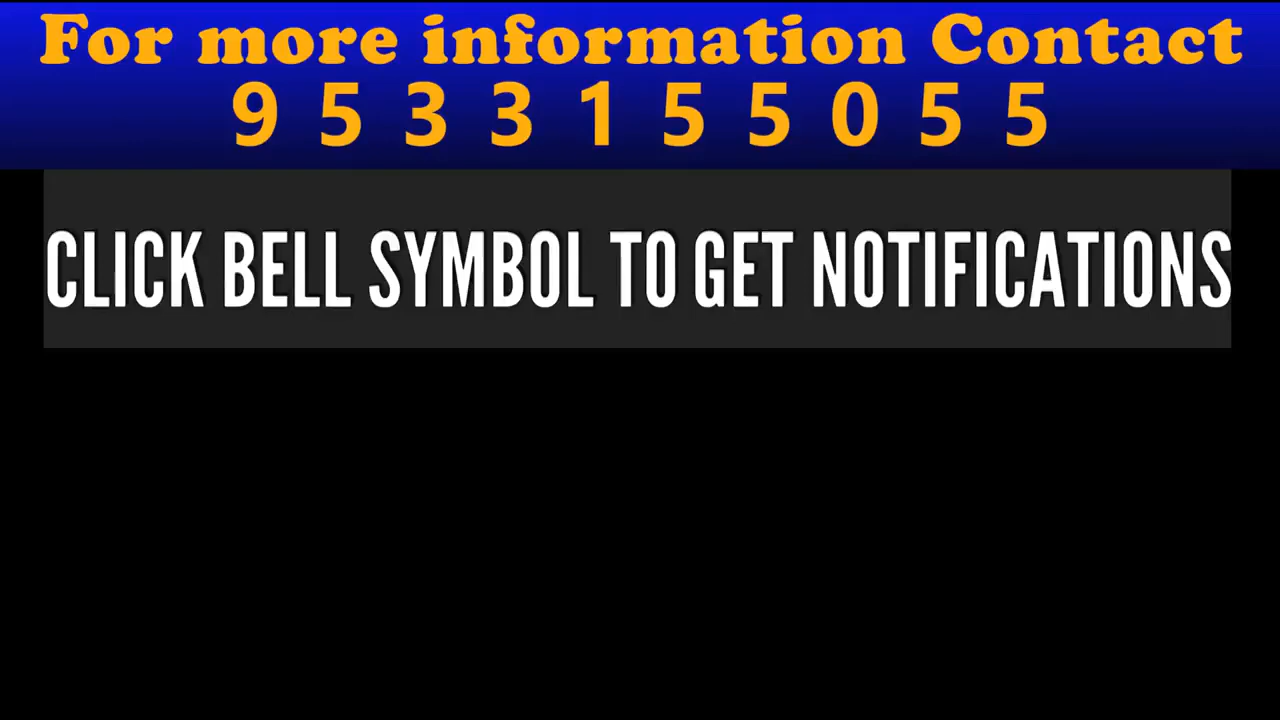 For more information Contact
9 5 3 3 1 5 5 0 5 5
CLICK BELL SYMBOL TO GET NOTIFICATIONS